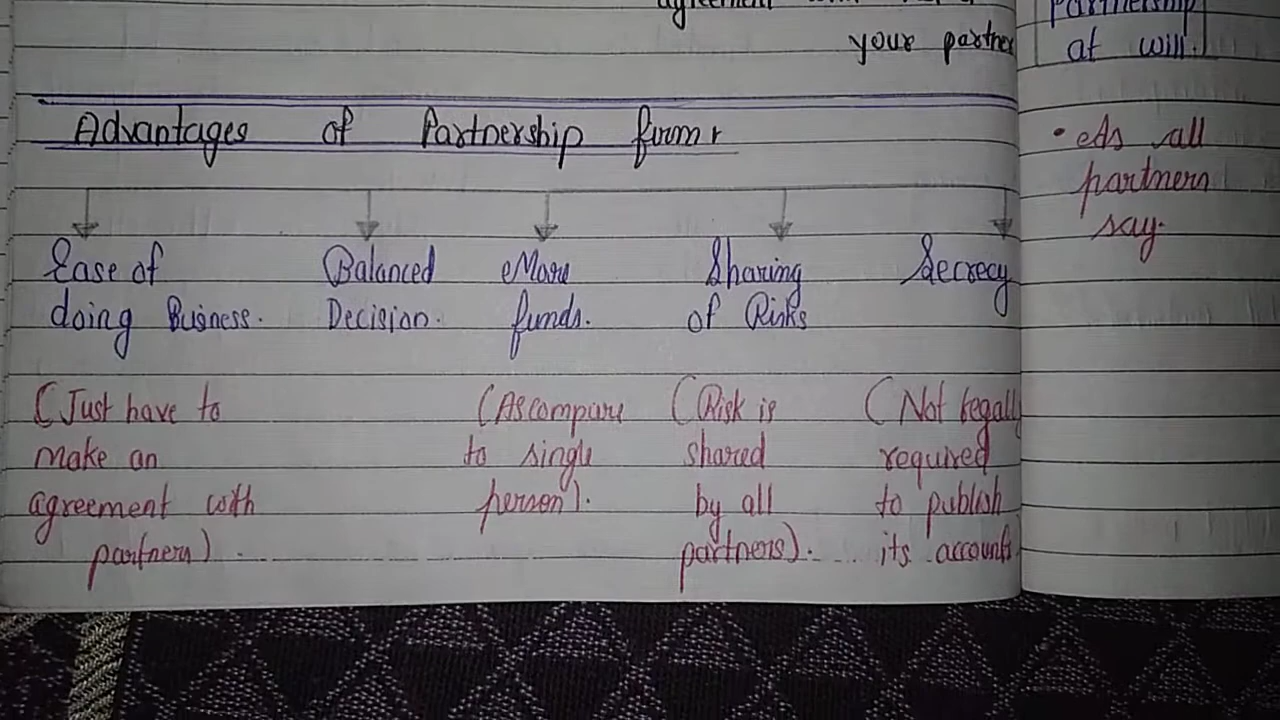 agreement with
your partner
Advantages of Partnership firm
Ease of doing Business.
Balanced Decision.
More funds.
Sharing of Risks
Secrecy
(Just have to
make an
agreement with
partners)
(As compare
to single
person).
(Risk is
shared
by all
partners).
(Not legally
required
to publish
its accounts
Partnership
at will.
• As all
partners
say.